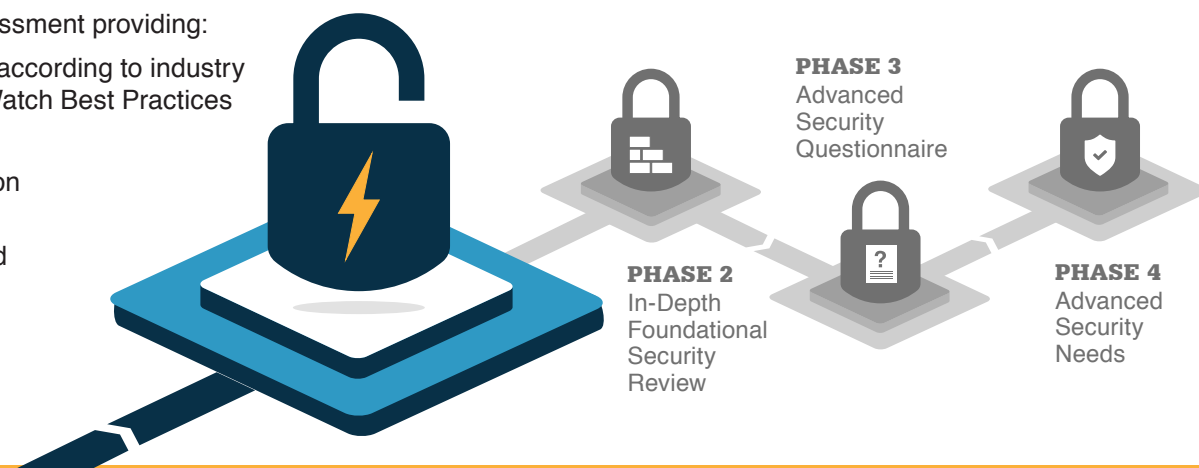 ssment providing:
according to industry
Watch Best Practices
on
d
PHASE 2
In-Depth
Foundational
Security
Review
PHASE 3
Advanced
Security
Questionnaire
?
PHASE 4
Advanced
Security
Needs